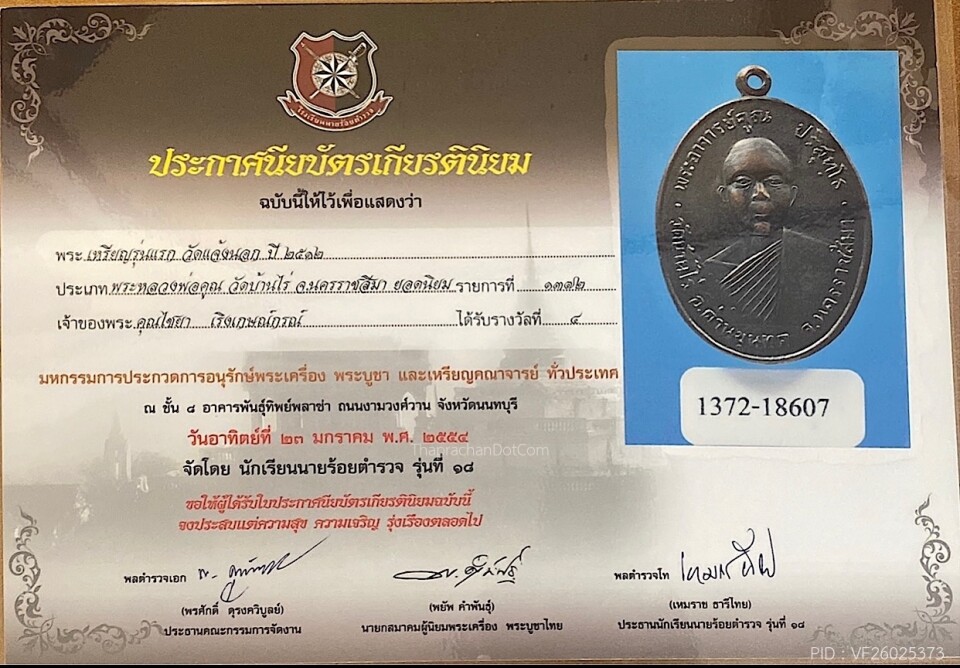 โรงเรียนนายร้อยตำรวจ
ประกาศนียบัตรเกียรตินิยม
ฉบับนี้ให้ไว้เพื่อแสดงว่า
พระ เหรียญรุ่นแรก วัดแจ้งนอก ปี ๒๕๑๒
ประเภท พระหลวงพ่อคูณ วัดบ้านไร่ จ.นครราชสีมา ยอดนิยม รายการที่ ๑๓๗๒
เจ้าของพระ คุณไชยา เริงเกษณ์กรณ์ ได้รับรางวัลที่ ๔
มหกรรมการประกวดการอนุรักษ์พระเครื่อง พระบูชา และเหรียญคณาจารย์ ทั่วประเทศ
ณ ชั้น ๘ อาคารพันธุ์ทิพย์พลาซ่า ถนนงามวงศ์วาน จังหวัดนนทบุรี
วันอาทิตย์ที่ ๒๓ มกราคม พ.ศ. ๒๕๕๔
ThaprachanDotCom
จัดโดย นักเรียนนายร้อยตำรวจ รุ่นที่ ๑๘
ขอให้ผู้ได้รับใบประกาศนียบัตรเกียรตินิยมฉบับนี้
จงประสบแต่ความสุข ความเจริญ รุ่งเรืองตลอดไป
พลตำรวจเอก
(พรศักดิ์ ดุรงควิบูลย์)
ประธานคณะกรรมการจัดงาน
(พยัพ คำพันธุ์)
นายกสมาคมผู้นิยมพระเครื่อง พระบูชาไทย
พลตำรวจโท
(เหมราช ธารีไทย)
ประธานนักเรียนนายร้อยตำรวจ รุ่นที่ ๑๘
พระอาจารย์คูณ ปริสุทฺโธ
วัดบ้านไร่ อ.ด่านขุนทด จ.นครราชสีมา
1372-18607
PID : VF26025373